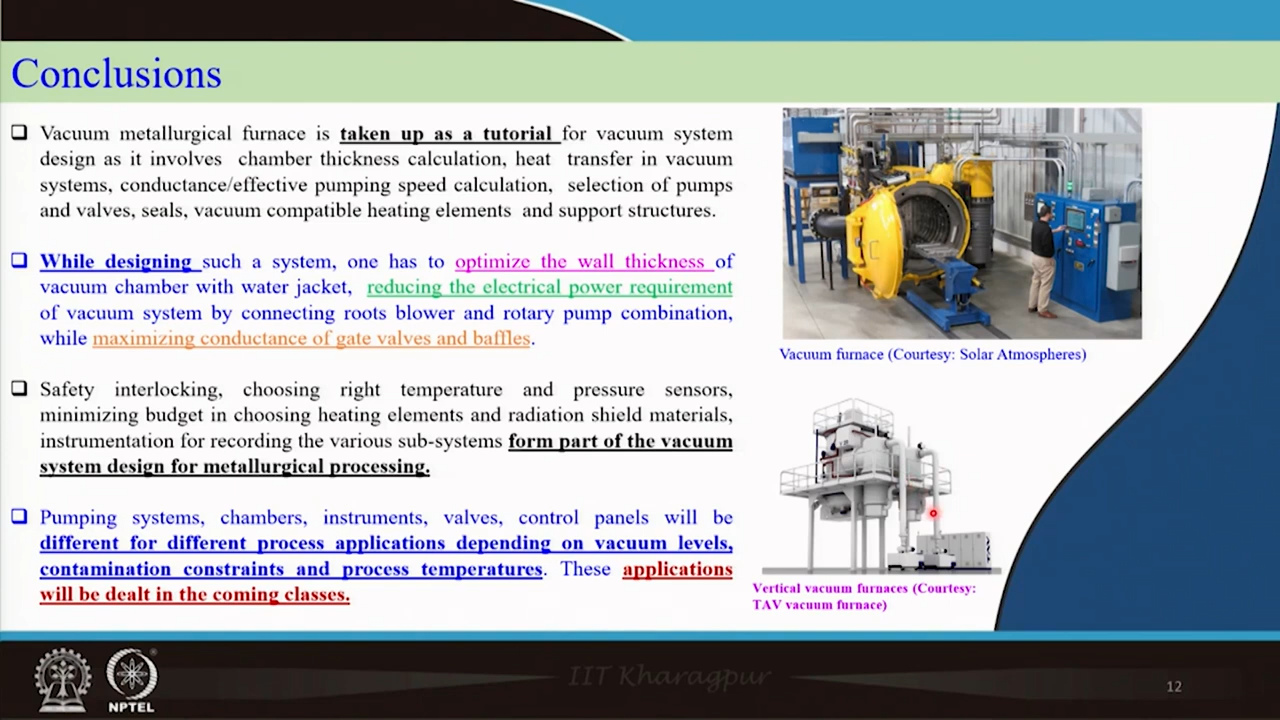 Conclusions
❑ Vacuum metallurgical furnace is taken up as a tutorial for vacuum system
design as it involves chamber thickness calculation, heat transfer in vacuum
systems, conductance/effective pumping speed calculation, selection of pumps
and valves, seals, vacuum compatible heating elements and support structures.
❑ While designing such a system, one has to optimize the wall thickness of
vacuum chamber with water jacket, reducing the electrical power requirement
of vacuum system by connecting roots blower and rotary pump combination,
while maximizing conductance of gate valves and baffles.
❑ Safety interlocking, choosing right temperature and pressure sensors,
minimizing budget in choosing heating elements and radiation shield materials,
instrumentation for recording the various sub-systems form part of the vacuum
system design for metallurgical processing.
❑ Pumping systems, chambers, instruments, valves, control panels will be
different for different process applications depending on vacuum levels,
contamination constraints and process temperatures. These applications
will be dealt in the coming classes.
Vacuum furnace (Courtesy: Solar Atmospheres)
Vertical vacuum furnaces (Courtesy:
TAV vacuum furnace)
NPTEL
IIT Kharagpur
12